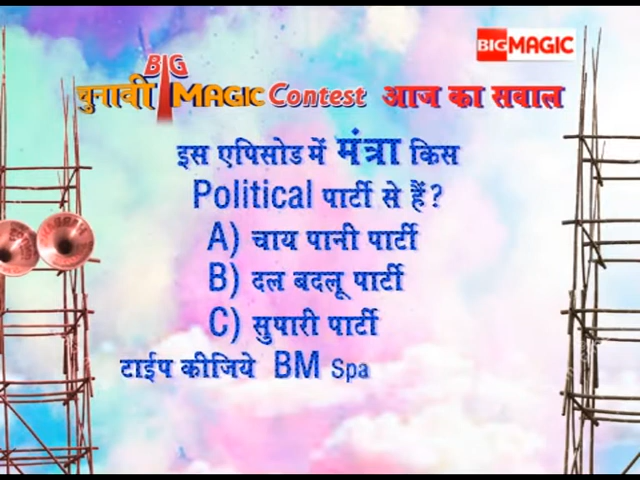 BIG MAGIC
चुनावी BIG MAGIC Contest आज का सवाल
इस एपिसोड में मंत्रा किस
Political पार्टी से हैं?
A) चाय पानी पार्टी
B) दल बदलू पार्टी
C) सुपारी पार्टी
टाईप कीजिये BM Spa